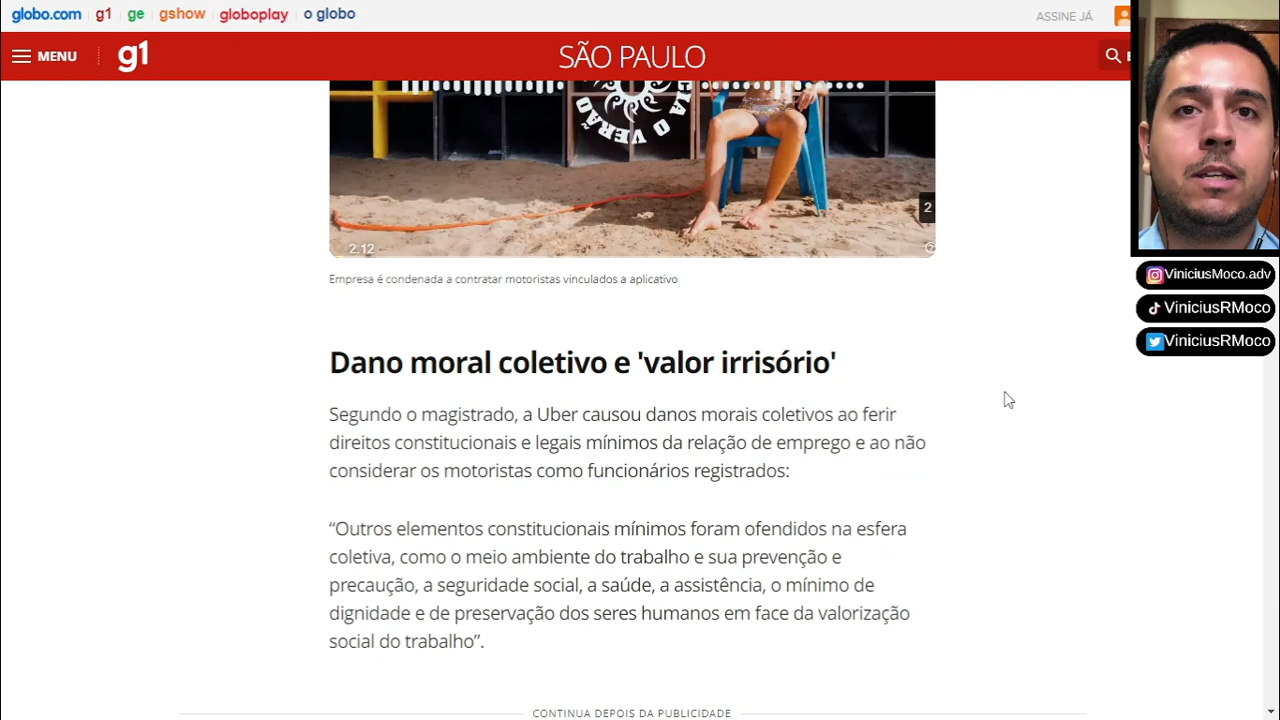 globo.com g1 ge gshow globoplay o globo
ASSINE JÁ
MENU g1 SÃO PAULO
CIA O VERÃO
2
2:12
Empresa é condenada a contratar motoristas vinculados a aplicativo
ViniciusMoco.adv
ViniciusRMoco
ViniciusRMoco
Dano moral coletivo e 'valor irrisório'
Segundo o magistrado, a Uber causou danos morais coletivos ao ferir
direitos constitucionais e legais mínimos da relação de emprego e ao não
considerar os motoristas como funcionários registrados:
“Outros elementos constitucionais mínimos foram ofendidos na esfera
coletiva, como o meio ambiente do trabalho e sua prevenção e
precaução, a seguridade social, a saúde, a assistência, o mínimo de
dignidade e de preservação dos seres humanos em face da valorização
social do trabalho”.
CONTINUA DEPOIS DA PUBLICIDADE